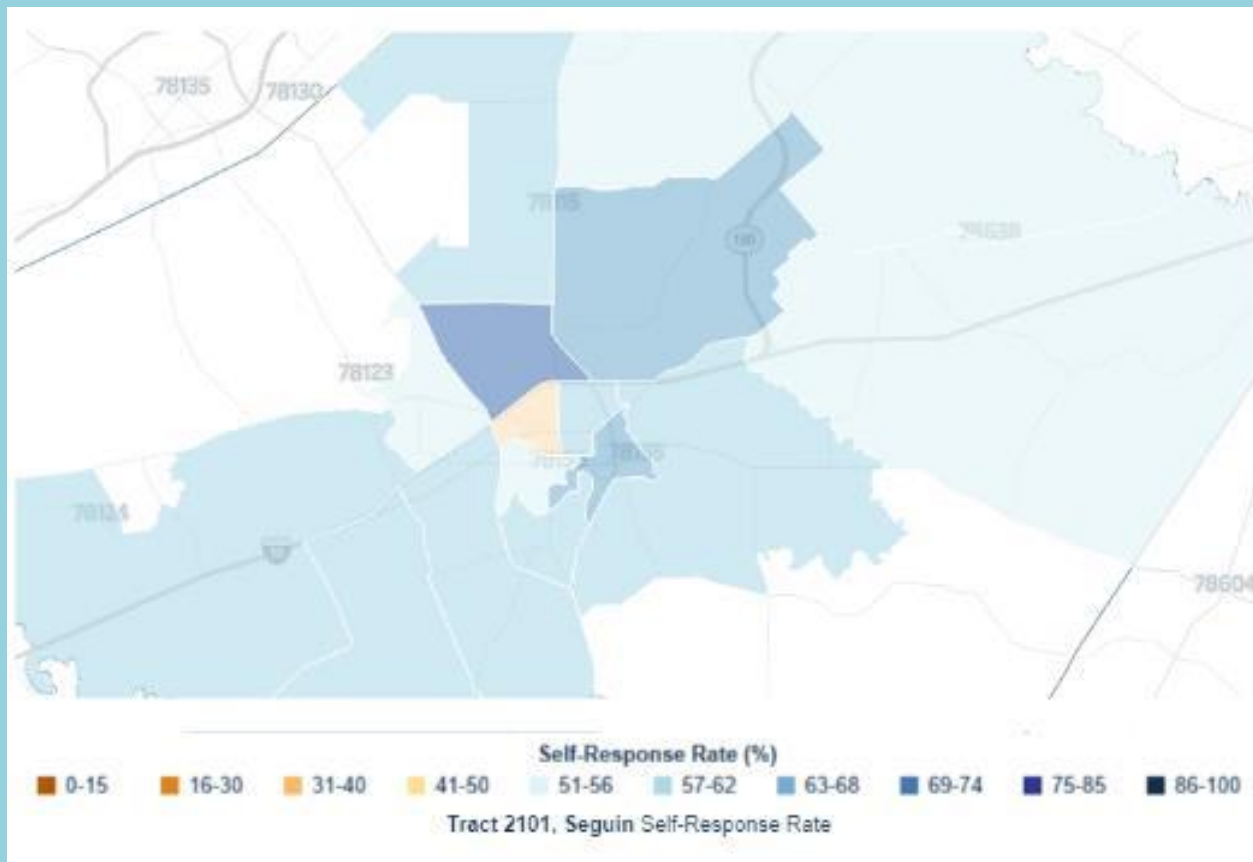 78135
78130
78123
78124
78604
Self-Response Rate (%)
0-15 16-30 31-40 41-50 51-56 57-62 63-68 69-74 75-85 86-100
Tract 2101, Seguin Self-Response Rate